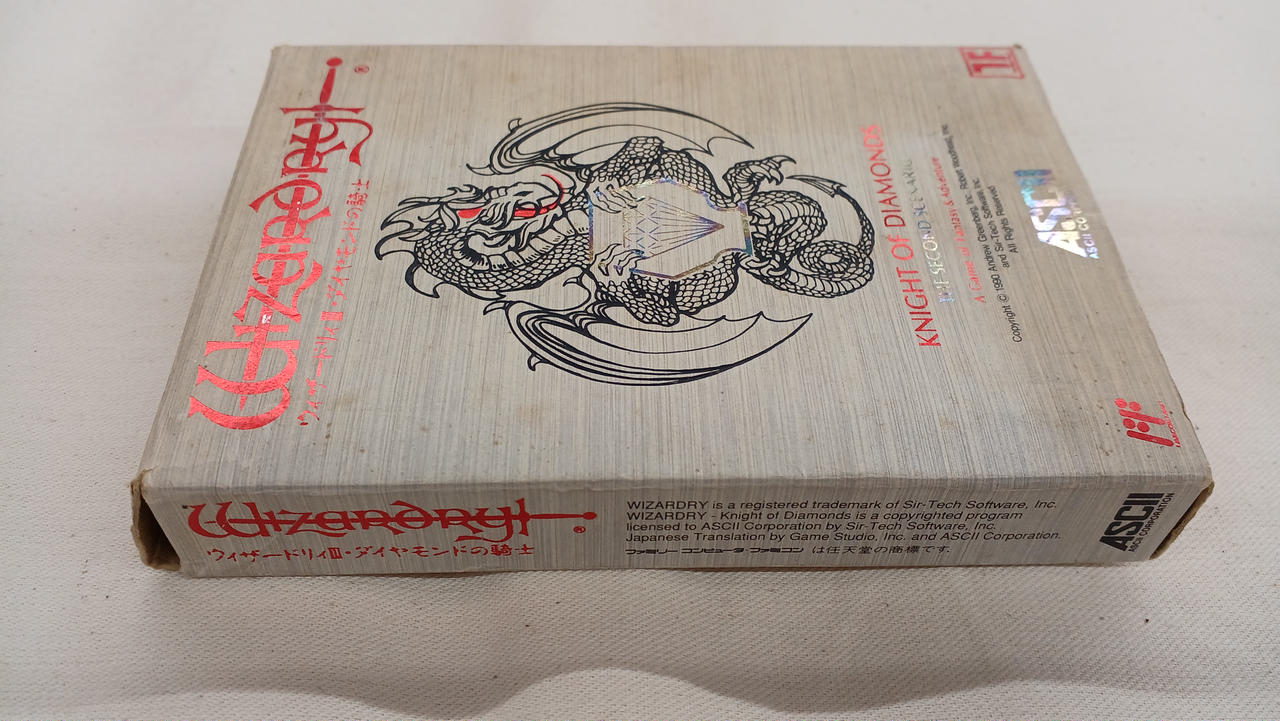 Wizardry®
ウィザードリィⅢ・ダイヤモンドの騎士
KNIGHT OF DIAMONDS
THE SECOND SCENARIO
A Game of Fantasy & Adventure
Copyright © 1990 Andrew Greenberg, Inc. Robert Woodhead, Inc.
and Sir-Tech Software, Inc.
All Rights Reserved
ASCII
Wizardry®
ウィザードリィⅢ・ダイヤモンドの騎士
WIZARDRY is a registered trademark of Sir-Tech Software, Inc.
WIZARDRY - Knight of Diamonds is a copyrighted program
licensed to ASCII Corporation by Sir-Tech Software, Inc.
Japanese Translation by Game Studio, Inc. and ASCII Corporation.
ファミリーコンピュータ・ファミコン は任天堂の商標です。
ASCII
ASCII CORPORATION